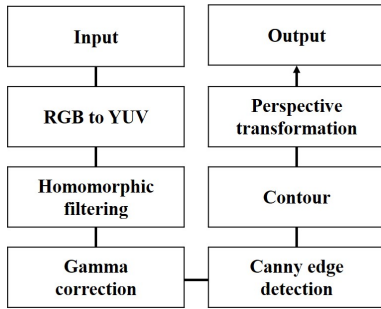 Input
RGB to YUV
Homomorphic
filtering
Gamma
correction
Canny edge
detection
Contour
Perspective
transformation
Output